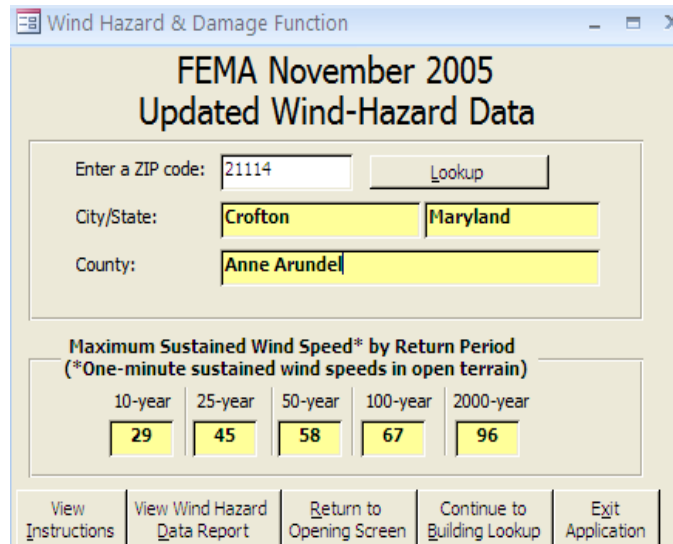 Wind Hazard & Damage Function
FEMA November 2005
Updated Wind-Hazard Data
Enter a ZIP code: 21114 Lookup
City/State: Crofton Maryland
County: Anne Arundel
Maximum Sustained Wind Speed* by Return Period
(*One-minute sustained wind speeds in open terrain)
10-year 25-year 50-year 100-year 2000-year
29 45 58 67 96
View View Wind Hazard Return to Continue to Exit
Instructions Data Report Opening Screen Building Lookup Application